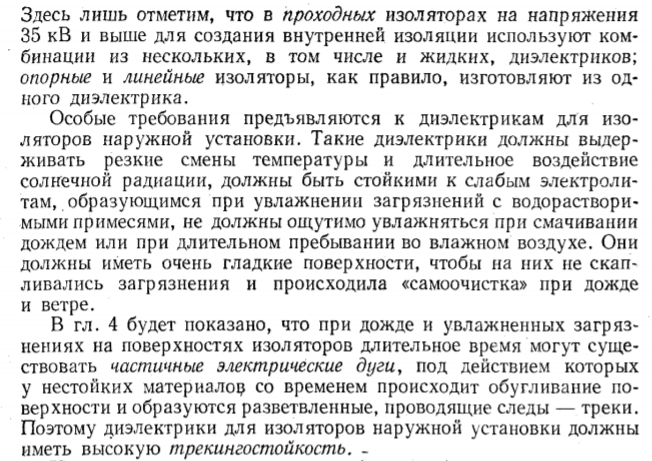 Здесь лишь отметим, что в проходных изоляторах на напряжения
35 кВ и выше для создания внутренней изоляции используют ком-
бинации из нескольких, в том числе и жидких, диэлектриков;
опорные и линейные изоляторы, как правило, изготовляют из од-
ного диэлектрика.
Особые требования предъявляются к диэлектрикам для изо-
ляторов наружной установки. Такие диэлектрики должны выдер-
живать резкие смены температуры и длительное воздействие
солнечной радиации, должны быть стойкими к слабым электроли-
там, образующимся при увлажнении загрязнений с водораствори-
мыми примесями, не должны ощутимо увлажняться при смачивании
дождем или при длительном пребывании во влажном воздухе. Они
должны иметь очень гладкие поверхности, чтобы на них не скап-
ливались загрязнения и происходила «самоочистка» при дожде
и ветре.
В гл. 4 будет показано, что при дожде и увлажненных загряз-
нениях на поверхностях изоляторов длительное время могут суще-
ствовать частичные электрические дуги, под действием которых
у нестойких материалов со временем происходит обугливание по-
верхности и образуются разветвленные, проводящие следы — треки.
Поэтому диэлектрики для изоляторов наружной установки должны
иметь высокую трекингостойкость.